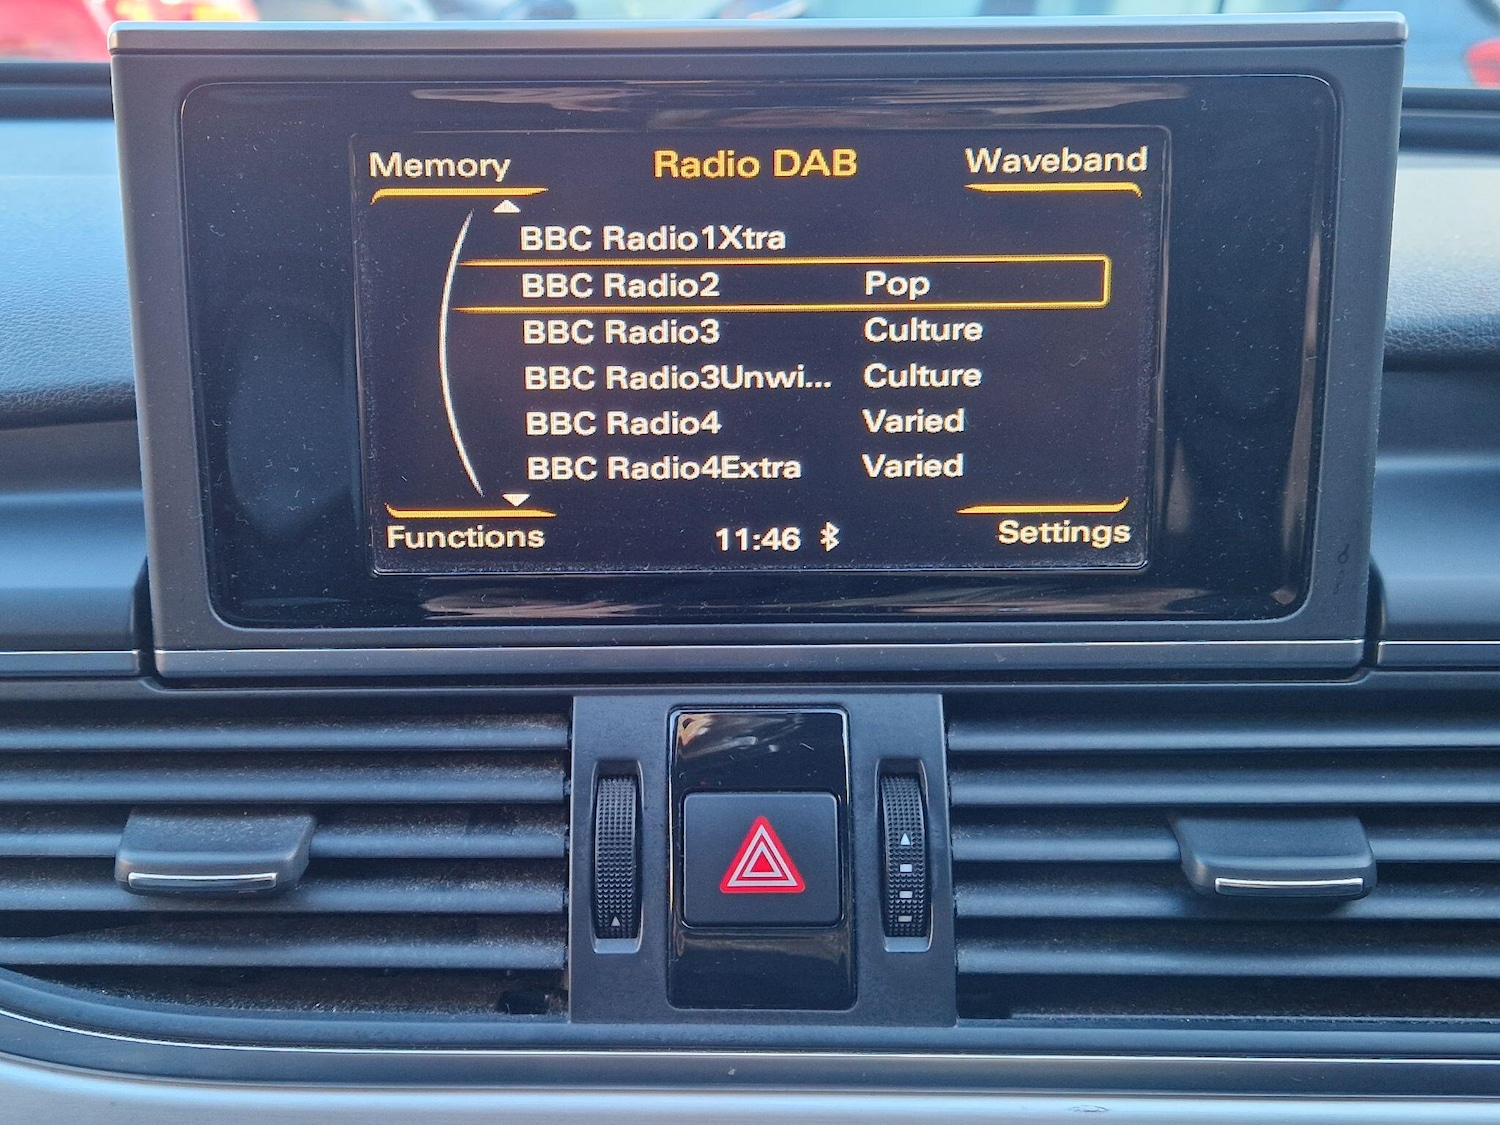 Memory Radio DAB Waveband
BBC Radio1Xtra
BBC Radio2 Pop
BBC Radio3 Culture
BBC Radio3Unwi... Culture
BBC Radio4 Varied
BBC Radio4Extra Varied
Functions 11:46 Settings